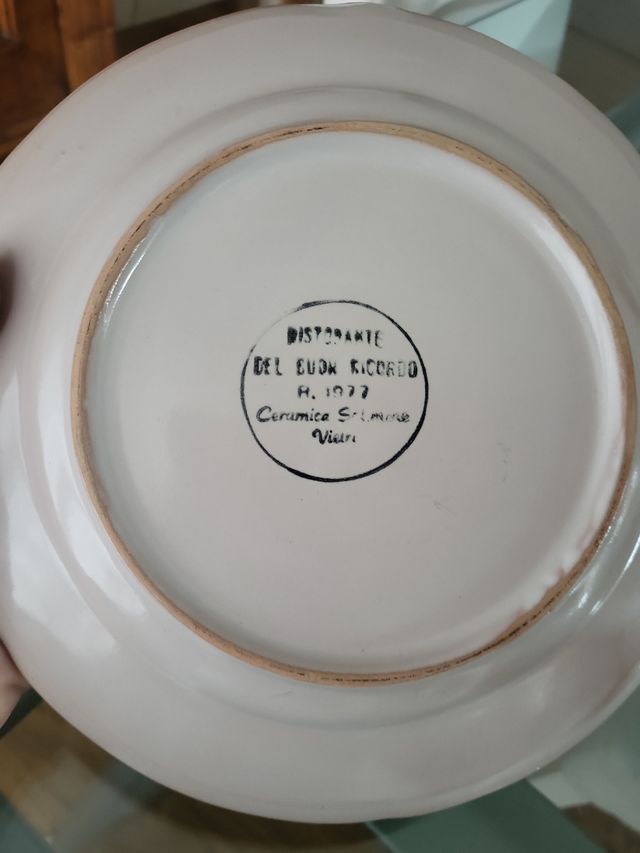 RISTORANTE
DEL BUON RICORDO
A. 1977
Ceramica Solimene
Vietri